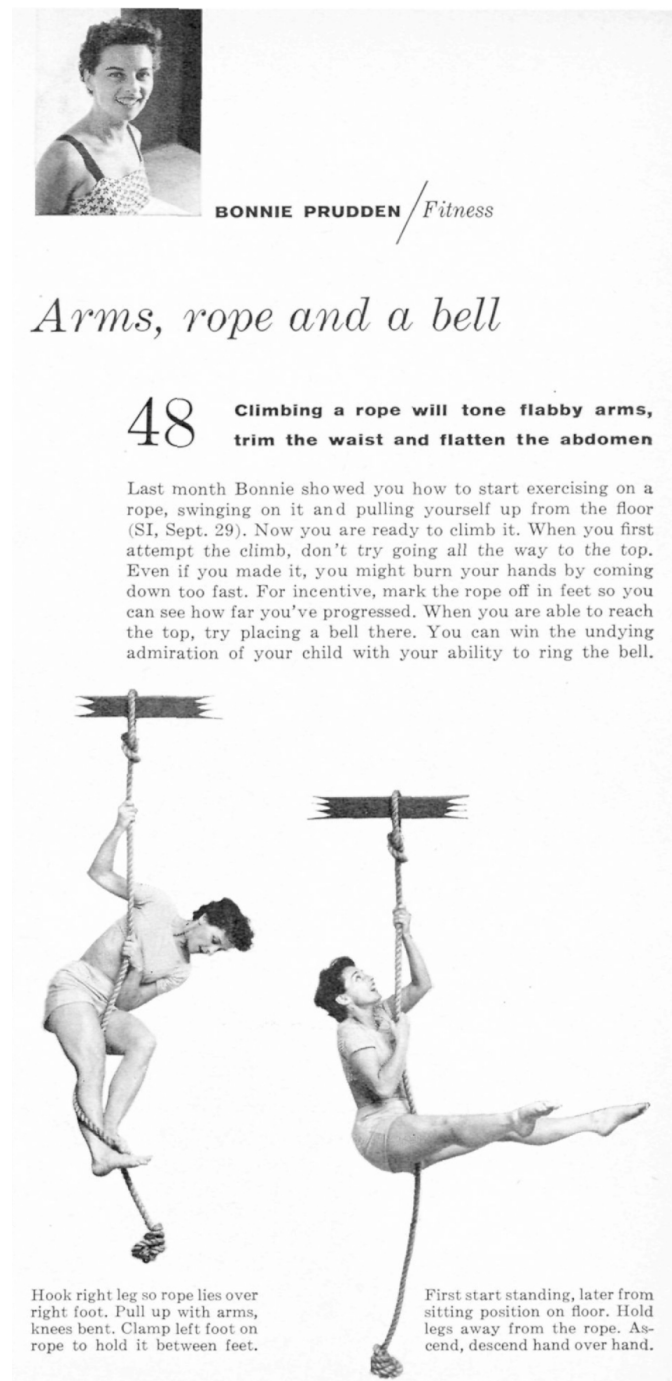 BONNIE PRUDDEN / Fitness
Arms, rope and a bell
48
Climbing a rope will tone flabby arms,
trim the waist and flatten the abdomen
Last month Bonnie showed you how to start exercising on a
rope, swinging on it and pulling yourself up from the floor
(SI, Sept. 29). Now you are ready to climb it. When you first
attempt the climb, don't try going all the way to the top.
Even if you made it, you might burn your hands by coming
down too fast. For incentive, mark the rope off in feet so you
can see how far you've progressed. When you are able to reach
the top, try placing a bell there. You can win the undying
admiration of your child with your ability to ring the bell.
Hook right leg so rope lies over
right foot. Pull up with arms,
knees bent. Clamp left foot on
rope to hold it between feet.
First start standing, later from
sitting position on floor. Hold
legs away from the rope. As-
cend, descend hand over hand.